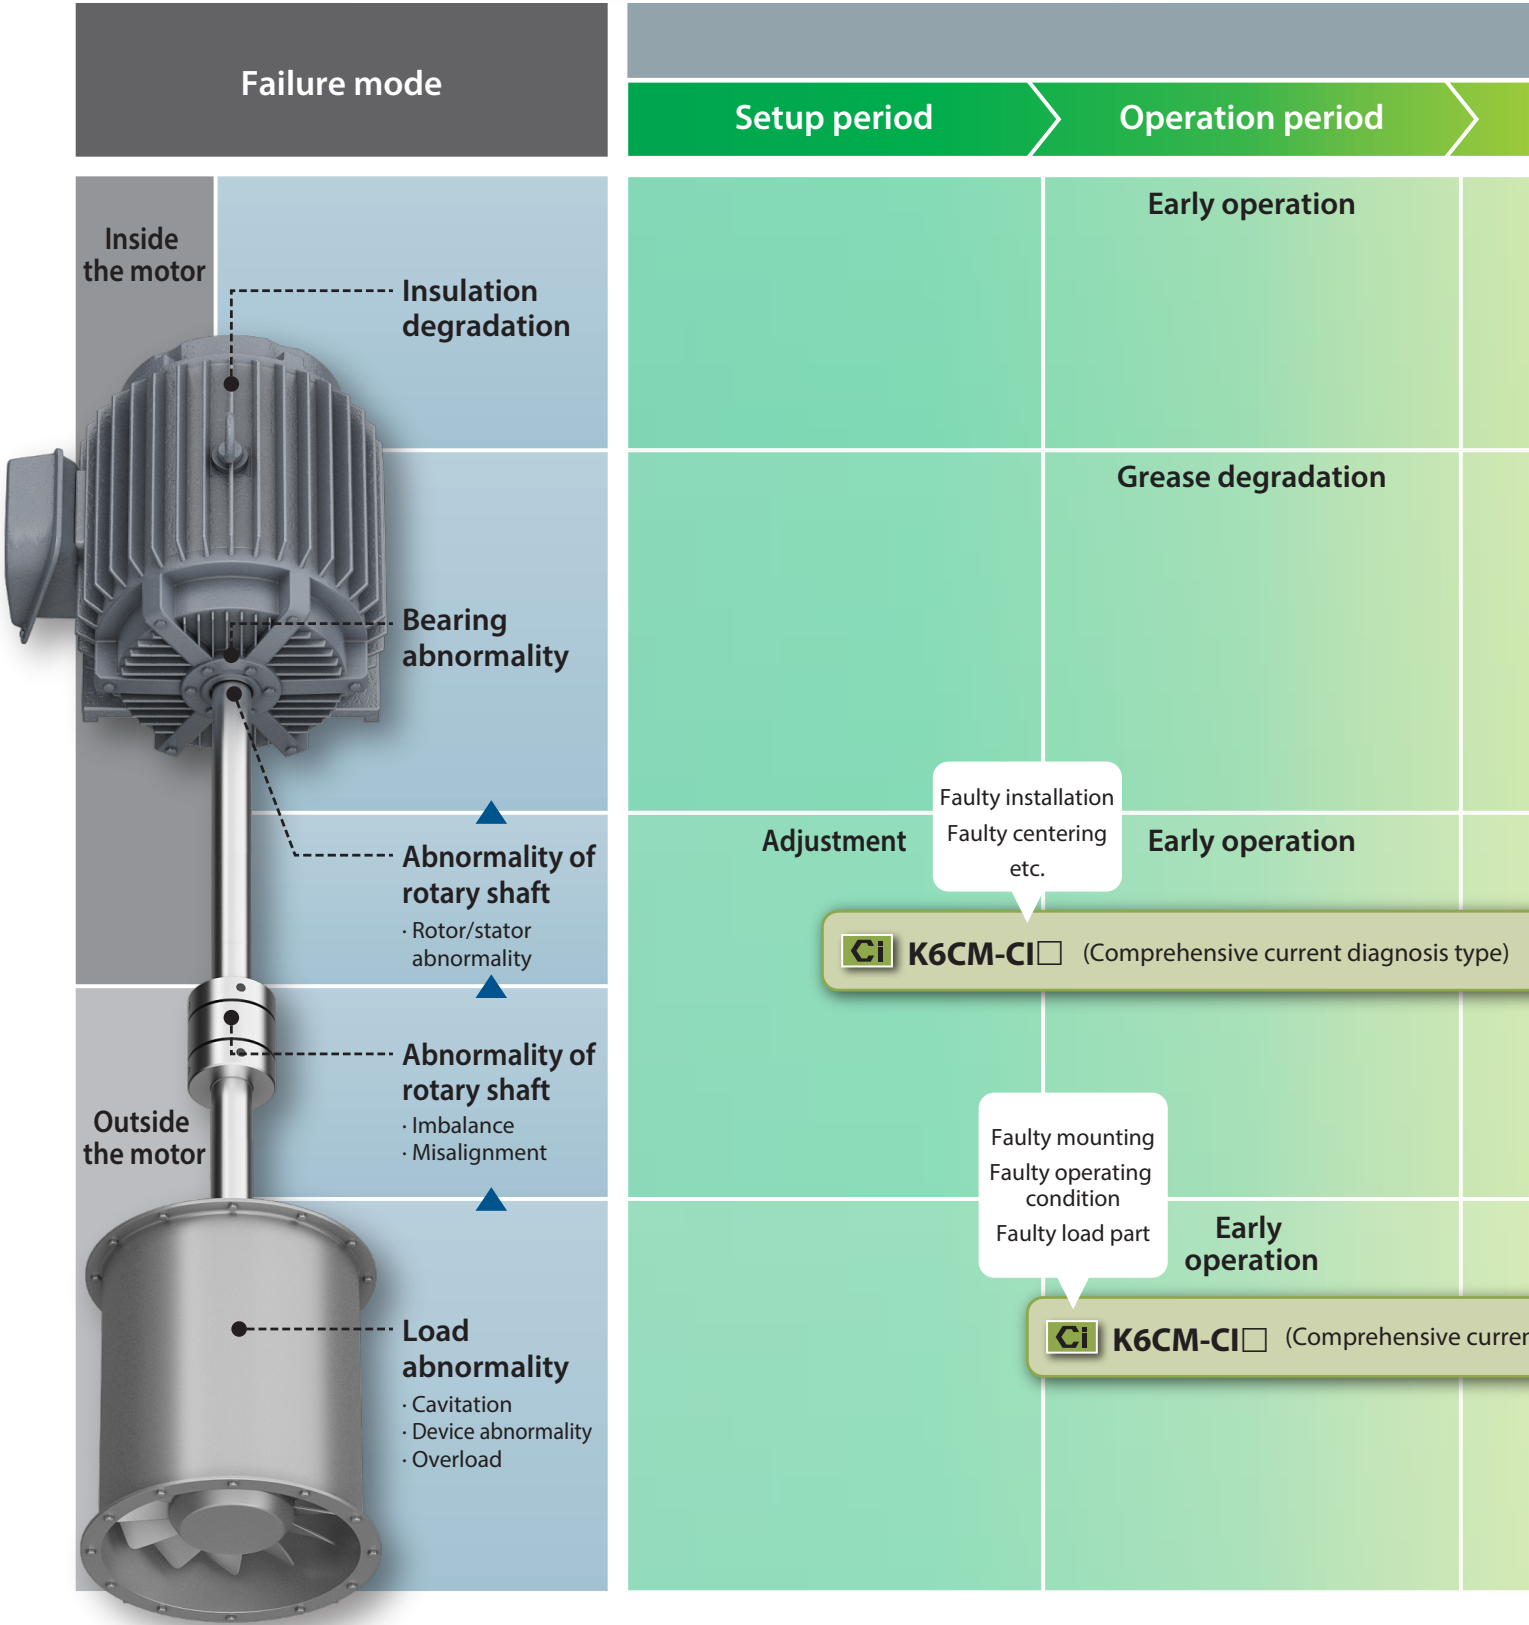 Failure mode
Setup period
Operation period
Inside
the motor
Insulation
degradation
Early operation
Grease degradation
Bearing
abnormality
Faulty installation
Faulty centering
etc.
Adjustment
Early operation
Abnormality of
rotary shaft
· Rotor/stator
abnormality
Ci K6CM-CI□ (Comprehensive current diagnosis type)
Outside
the motor
Abnormality of
rotary shaft
· Imbalance
· Misalignment
Faulty mounting
Faulty operating
condition
Faulty load part
Early
operation
Ci K6CM-CI□ (Comprehensive curren
Load
abnormality
· Cavitation
· Device abnormality
· Overload